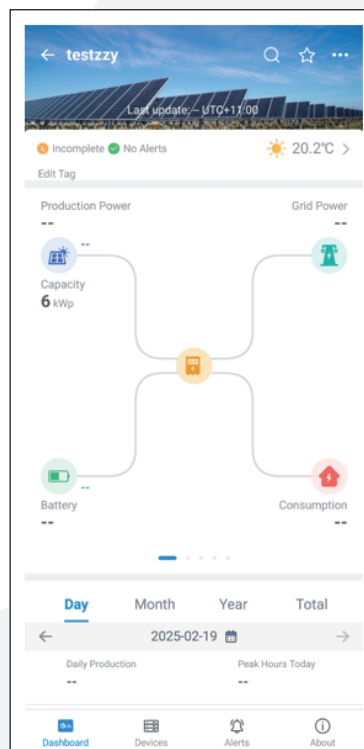 ← testzzy
Last update: – UTC+11:00
Incomplete No Alerts 20.2℃ >
Edit Tag
Production Power Grid Power
-- --
--
Capacity
6 kWp
--
Battery Consumption
-- --
Day Month Year Total
← 2025-02-19 →
Daily Production Peak Hours Today
-- --
Dashboard Devices Alerts About